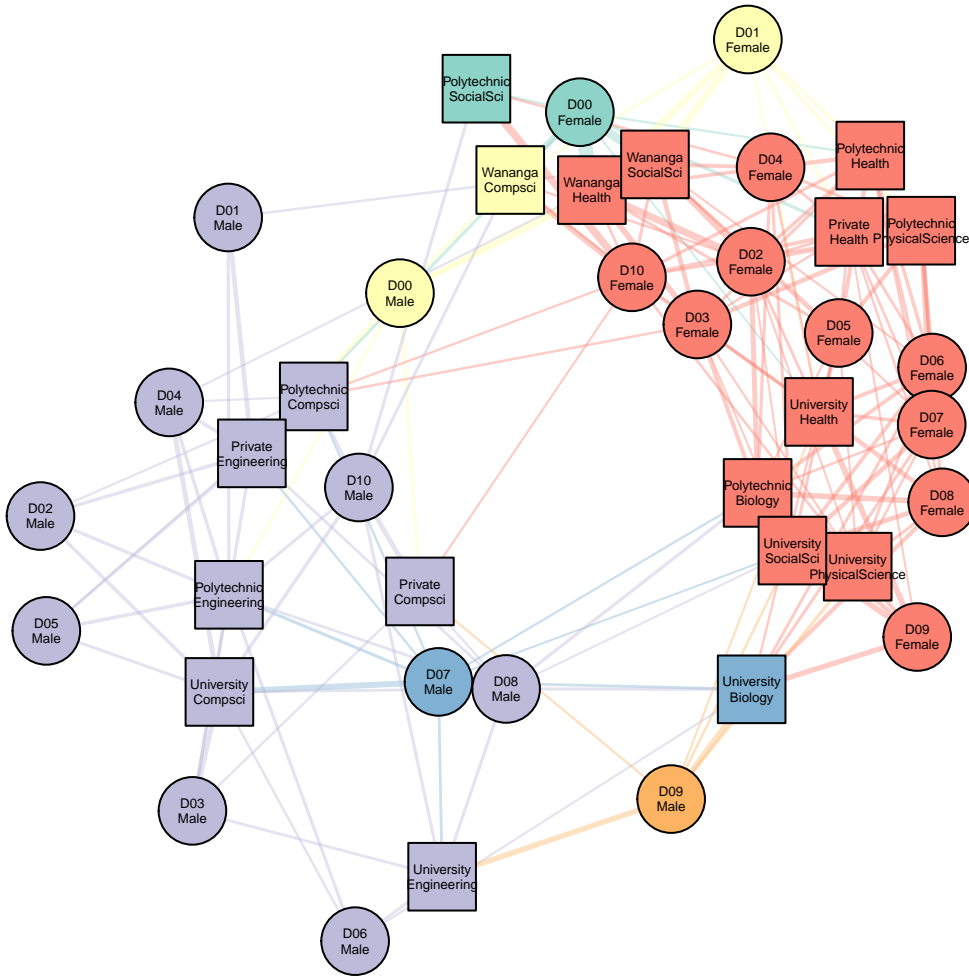 D01
Female
Polytechnic
SocialSci
D00
Female
Wananga
SocialSci
D04
Female
Polytechnic
Health
Wananga
Compsci
Wananga
Health
D01
Male
Private
Health
Polytechnic
PhysicalScience
D02
Female
D10
Female
D00
Male
D03
Female
D05
Female
D06
Female
Polytechnic
Compsci
D04
Male
University
Health
D07
Female
Private
Engineering
D10
Male
Polytechnic
Biology
D08
Female
D02
Male
University
SocialSci
University
PhysicalScience
Polytechnic
Engineering
Private
Compsci
D05
Male
D09
Female
University
Compsci
D07
Male
D08
Male
University
Biology
D03
Male
D09
Male
University
Engineering
D06
Male